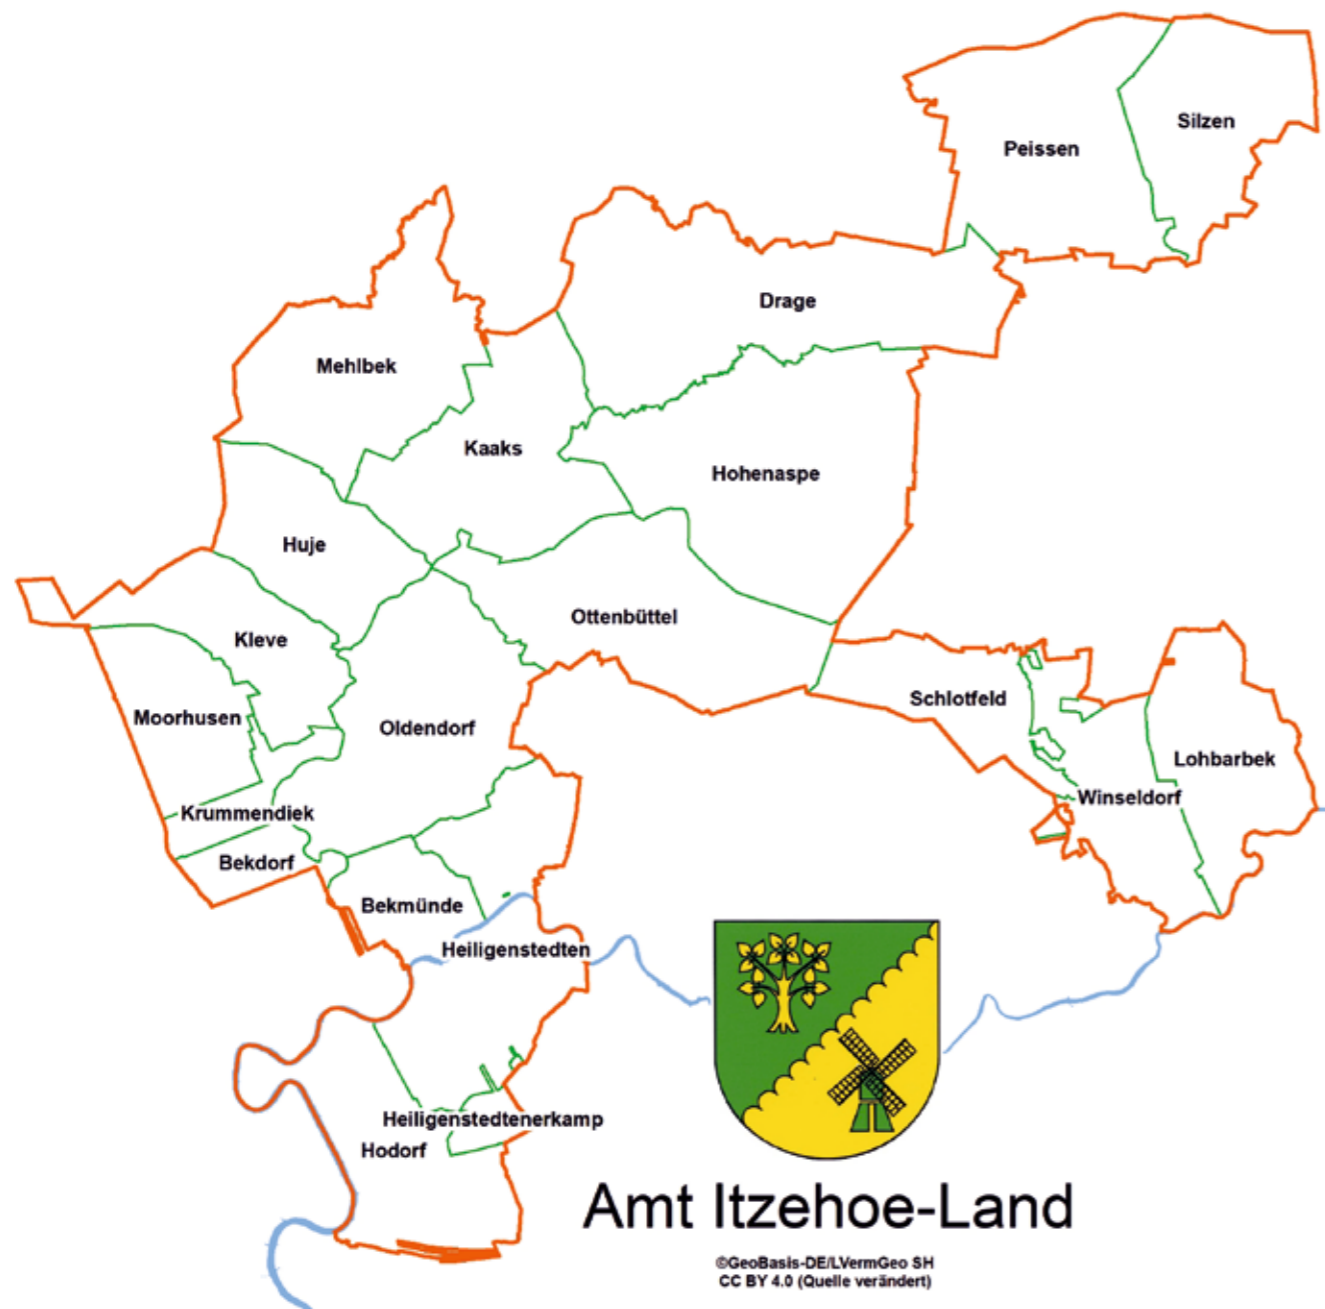 Silzen
Peissen
Drage
Mehlbek
Kaaks
Hohenaspe
Huje
Ottenbüttel
Kleve
Schlotfeld
Moorhusen
Oldendorf
Lohbarbek
Winseldorf
Krummendiek
Bekdorf
Bekmünde
Heiligenstedten
Heiligenstedtenerkamp
Hodorf
Amt Itzehoe-Land
©GeoBasis-DE/LVermGeo SH
CC BY 4.0 (Quelle verändert)